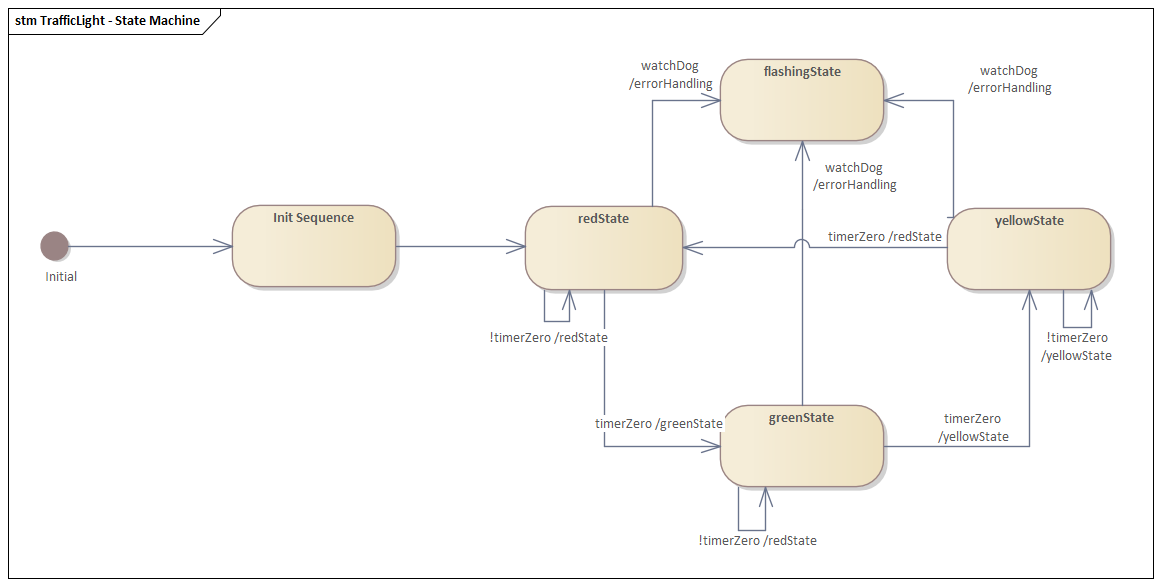 stm TrafficLight - State Machine
watchDog
/errorHandling
flashingState
watchDog
/errorHandling
watchDog
/errorHandling
Init Sequence
redState
yellowState
timerZero /redState
Initial
!timerZero /redState
!timerZero
/yellowState
timerZero /greenState
greenState
timerZero
/yellowState
!timerZero /redState